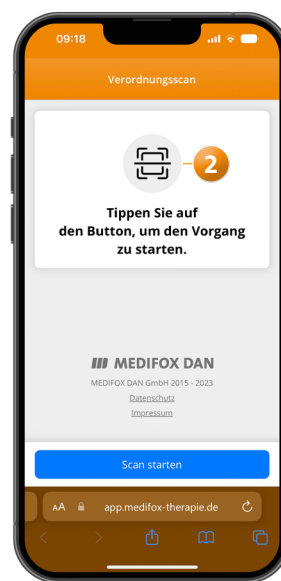 09:18
Verordnungsscan
2
Tippen Sie auf
den Button, um den Vorgang
zu starten.
MEDIFOX DAN
MEDIFOX DAN GmbH 2015 - 2023
Datenschutz
Impressum
Scan starten
AA app.medifox-therapie.de